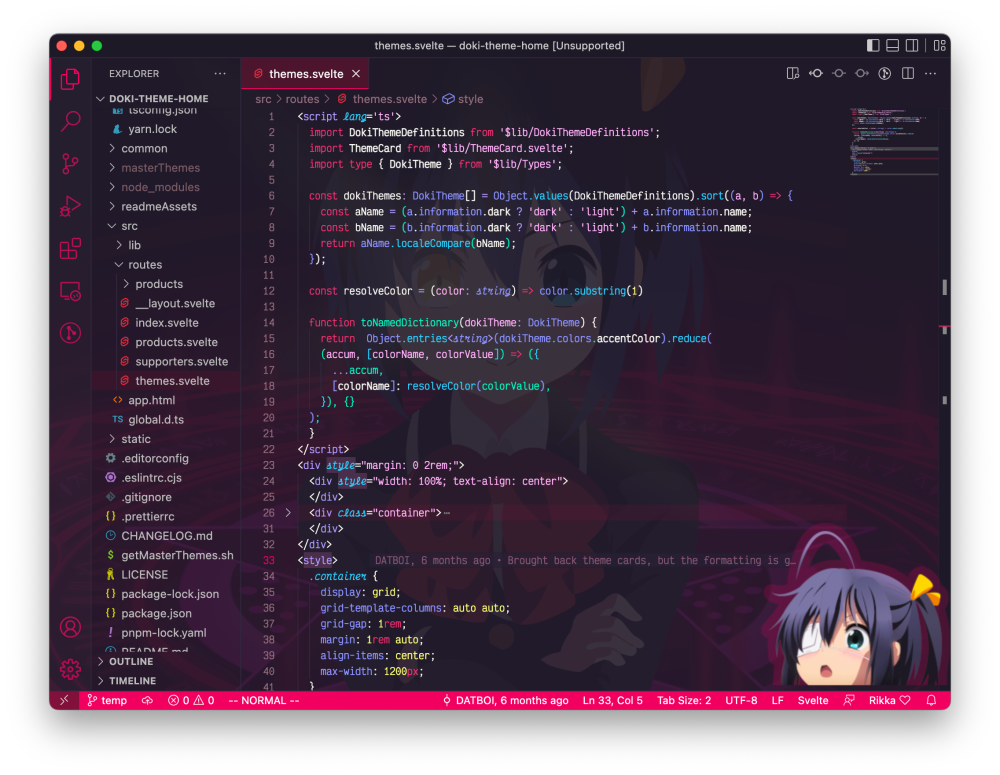 themes.svelte — doki-theme-home [Unsupported]
EXPLORER ···
DOKI-THEME-HOME
tsconfig.json
yarn.lock
common
masterThemes
node_modules
readmeAssets
src
lib
routes
products
__layout.svelte
index.svelte
products.svelte
supporters.svelte
themes.svelte
app.html
TS global.d.ts
static
.editorconfig
.eslintrc.cjs
.gitignore
{} .prettierrc
CHANGELOG.md
$ getMasterThemes.sh
LICENSE
{} package-lock.json
{} package.json
! pnpm-lock.yaml
README.md
OUTLINE
TIMELINE
themes.svelte ×
src > routes > themes.svelte > style
1 <script lang='ts'>
2 import DokiThemeDefinitions from '$lib/DokiThemeDefinitions';
3 import ThemeCard from '$lib/ThemeCard.svelte';
4 import type { DokiTheme } from '$lib/Types';
5
6 const dokiThemes: DokiTheme[] = Object.values(DokiThemeDefinitions).sort((a, b) => {
7 const aName = (a.information.dark ? 'dark' : 'light') + a.information.name;
8 const bName = (b.information.dark ? 'dark' : 'light') + b.information.name;
9 return aName.localeCompare(bName);
10 });
11
12 const resolveColor = (color: string) => color.substring(1)
13
14 function toNamedDictionary(dokiTheme: DokiTheme) {
15 return Object.entries<string>(dokiTheme.colors.accentColor).reduce(
16 (accum, [colorName, colorValue]) => ({
17 ...accum,
18 [colorName]: resolveColor(colorValue),
19 }), {}
20 );
21 }
22 </script>
23 <div style="margin: 0 2rem;">
24 <div style="width: 100%; text-align: center">
25 </div>
26 > <div class="container">⋯
31 </div>
32 </div>
33 <style> DATBOI, 6 months ago • Brought back theme cards, but the formatting is g…
34 .container {
35 display: grid;
36 grid-template-columns: auto auto;
37 grid-gap: 1rem;
38 margin: 1rem auto;
39 align-items: center;
40 max-width: 1200px;
41 }
temp 0 0 -- NORMAL -- DATBOI, 6 months ago Ln 33, Col 5 Tab Size: 2 UTF-8 LF Svelte Rikka ♡